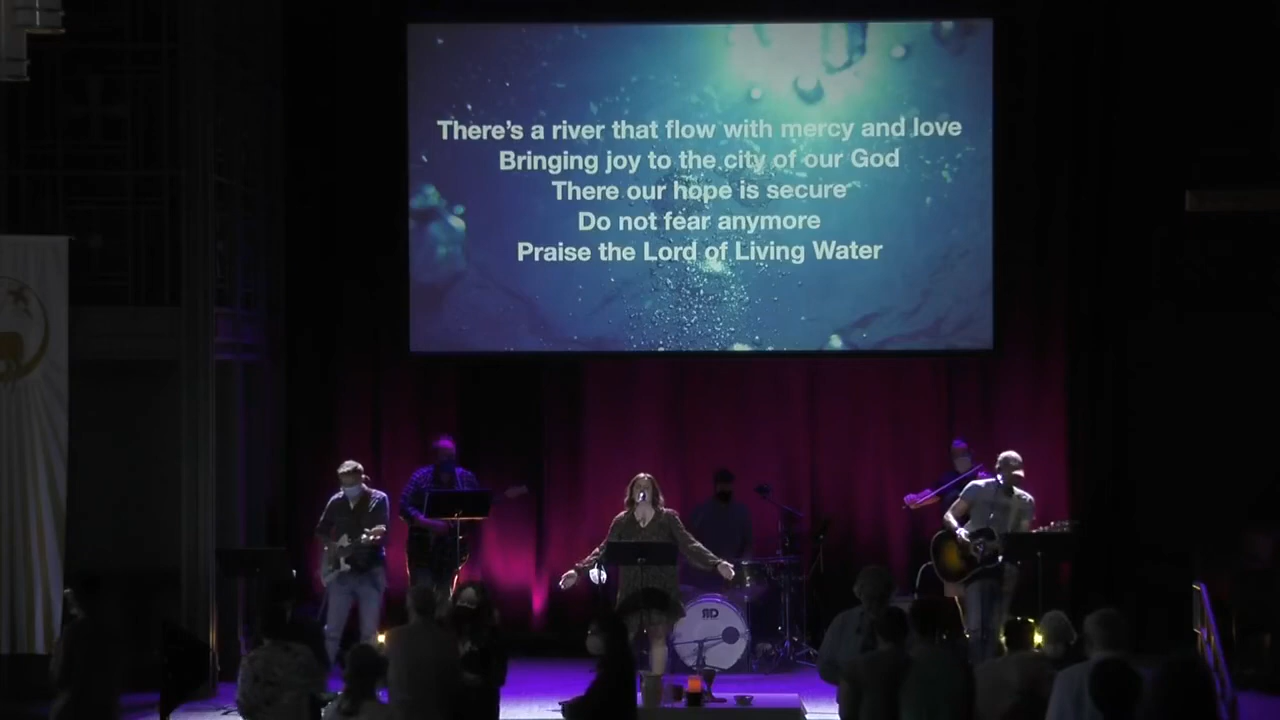 There's a river that flow with mercy and love
Bringing joy to the city of our God
There our hope is secure
Do not fear anymore
Praise the Lord of Living Water
RD